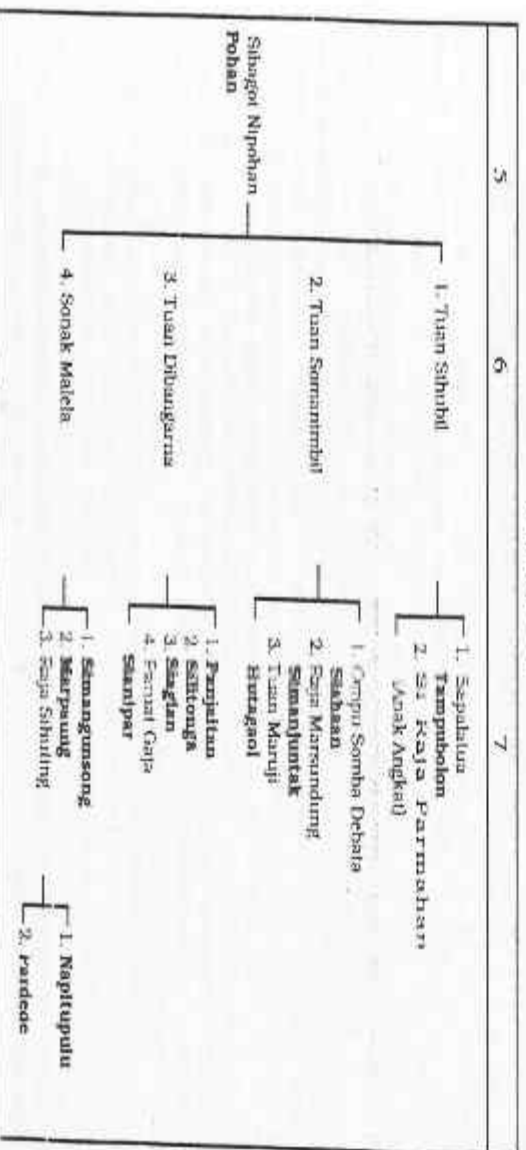 5 6 7
Sibagot Nipohan
Pohan
1. Tuan Sihubil
1. Sapalatua
Tampubolon
2. Si Raja Parmahan
(Anak Angkat)
2. Tuan Somanimbil
1. Ompu Somba Debata
Siahaan
2. Raja Marsundung
Simanjuntak
3. Tuan Maruji
Hutagaol
3. Tuan Dibangarna
1. Panjaitan
2. Silitonga
3. Siagian
4. Paruat Gaja
Sianipar
4. Sonak Malela
1. Simangunsong
2. Marpaung
3. Raja Sihuting
1. Napitupulu
2. Pardede